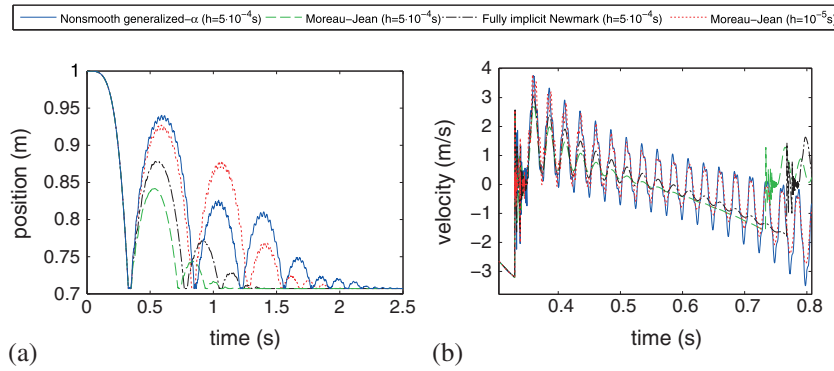 Nonsmooth generalized-α (h=5·10⁻⁴s) Moreau-Jean (h=5·10⁻⁴s) Fully implicit Newmark (h=5·10⁻⁴s) Moreau-Jean (h=10⁻⁵s)
1
0.95
0.9
0.85
0.8
0.75
0.7
position (m)
0 0.5 1 1.5 2 2.5
time (s)
(a)
4
3
2
1
0
−1
−2
−3
velocity (m/s)
0.4 0.5 0.6 0.7 0.8
time (s)
(b)